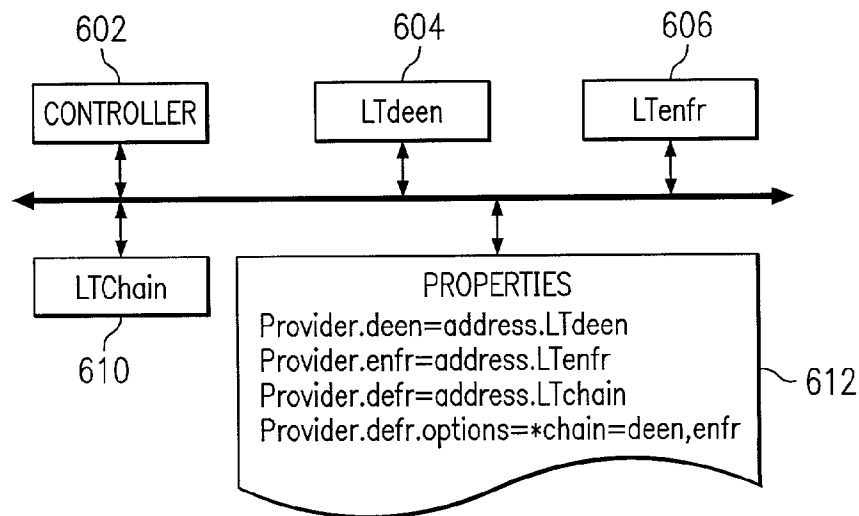 602
604
606
CONTROLLER
LTdeen
LTenfr
LTChain
610
PROPERTIES
Provider.deen=address.LTdeen
Provider.enfr=address.LTenfr
Provider.defr=address.LTchain
Provider.defr.options=*chain=deen,enfr
612